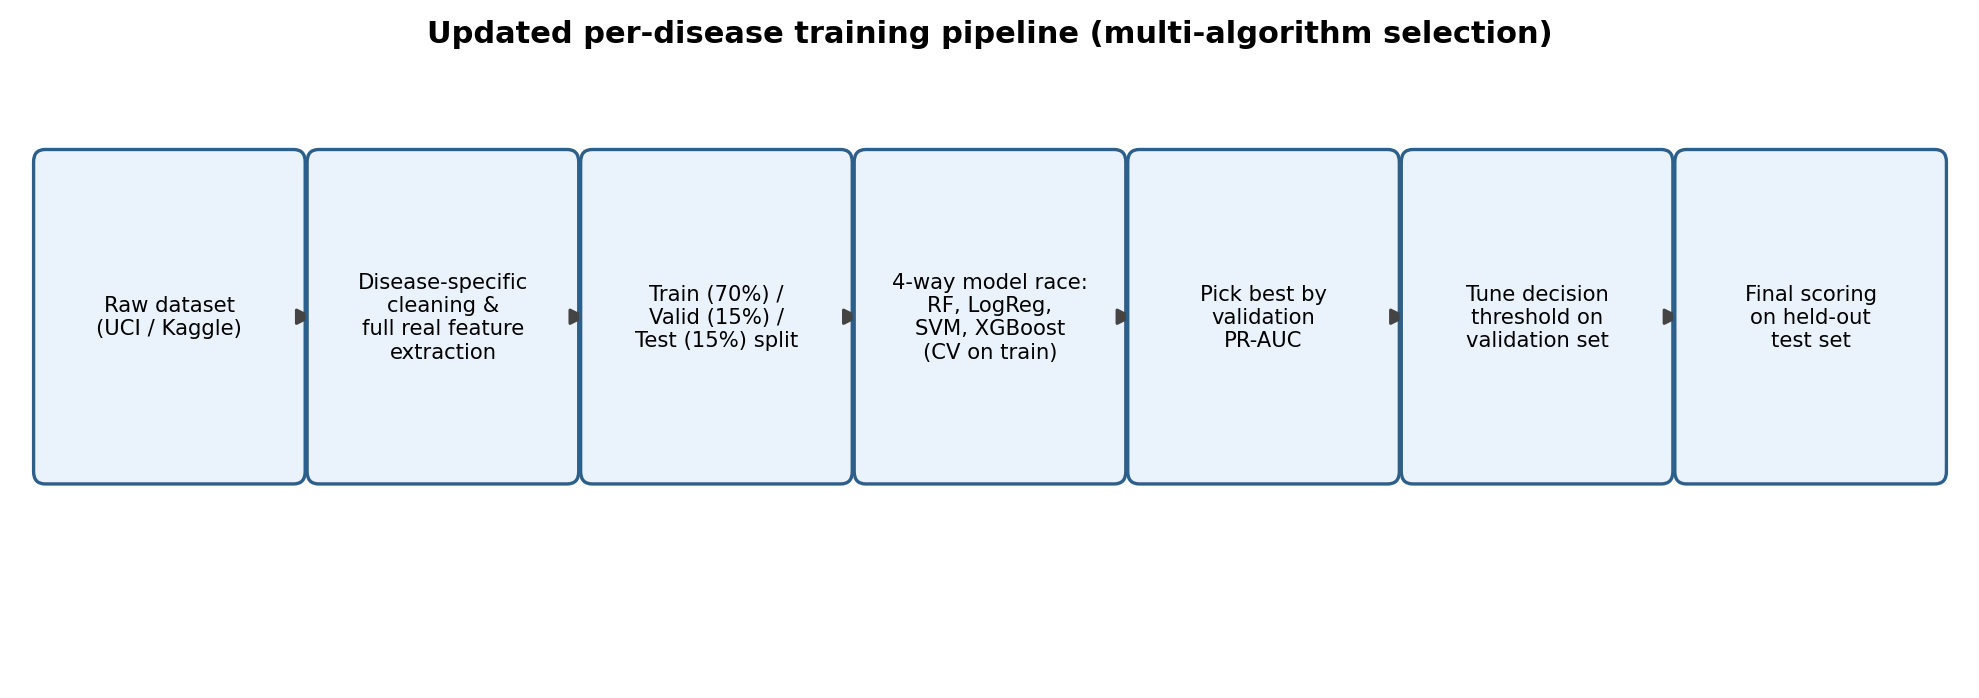 Updated per-disease training pipeline (multi-algorithm selection)
Raw dataset
(UCI / Kaggle)
Disease-specific
cleaning &
full real feature
extraction
Train (70%) /
Valid (15%) /
Test (15%) split
4-way model race:
RF, LogReg,
SVM, XGBoost
(CV on train)
Pick best by
validation
PR-AUC
Tune decision
threshold on
validation set
Final scoring
on held-out
test set